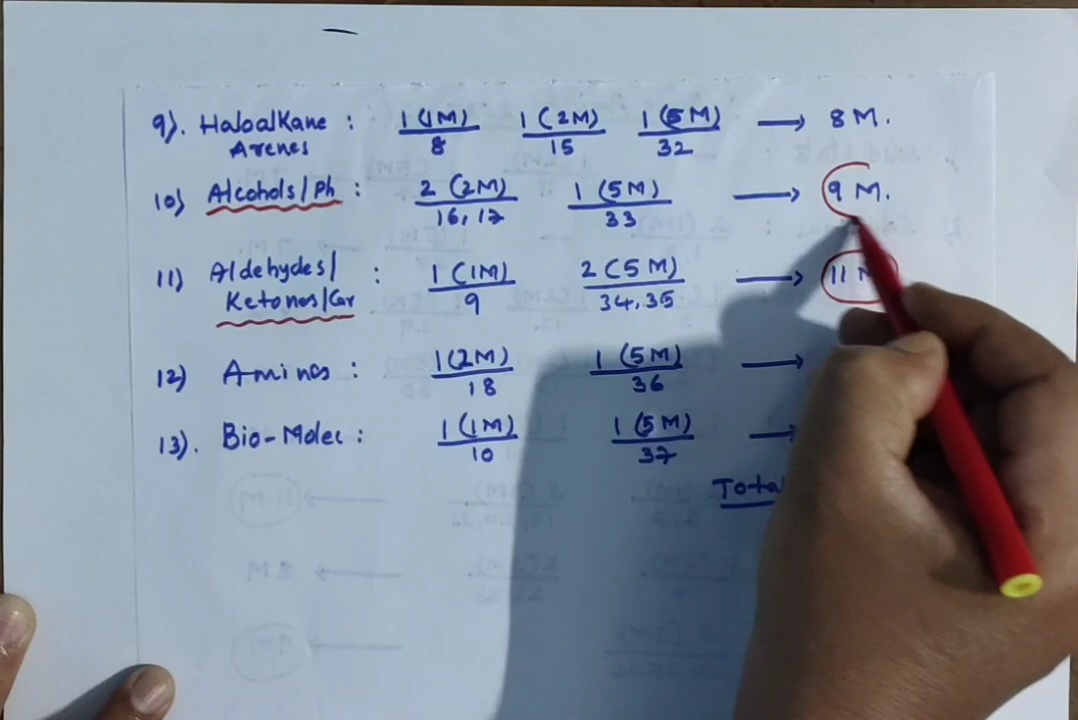 9). Haloalkane : 1 (1M) 1 (2M) 1 (5M) → 8 M.
Arenes 8 15 32
10) Alcohols/Ph : 2 (2M) 1 (5M) → 9 M.
16, 17 33
11) Aldehydes/ : 1 (1M) 2 (5M) → 11 M
Ketones/Car 9 34, 35
12) Amines : 1(2M) 1 (5M) →
18 36
13). Bio-Molec : 1 (1M) 1 (5M) →
10 37
Total